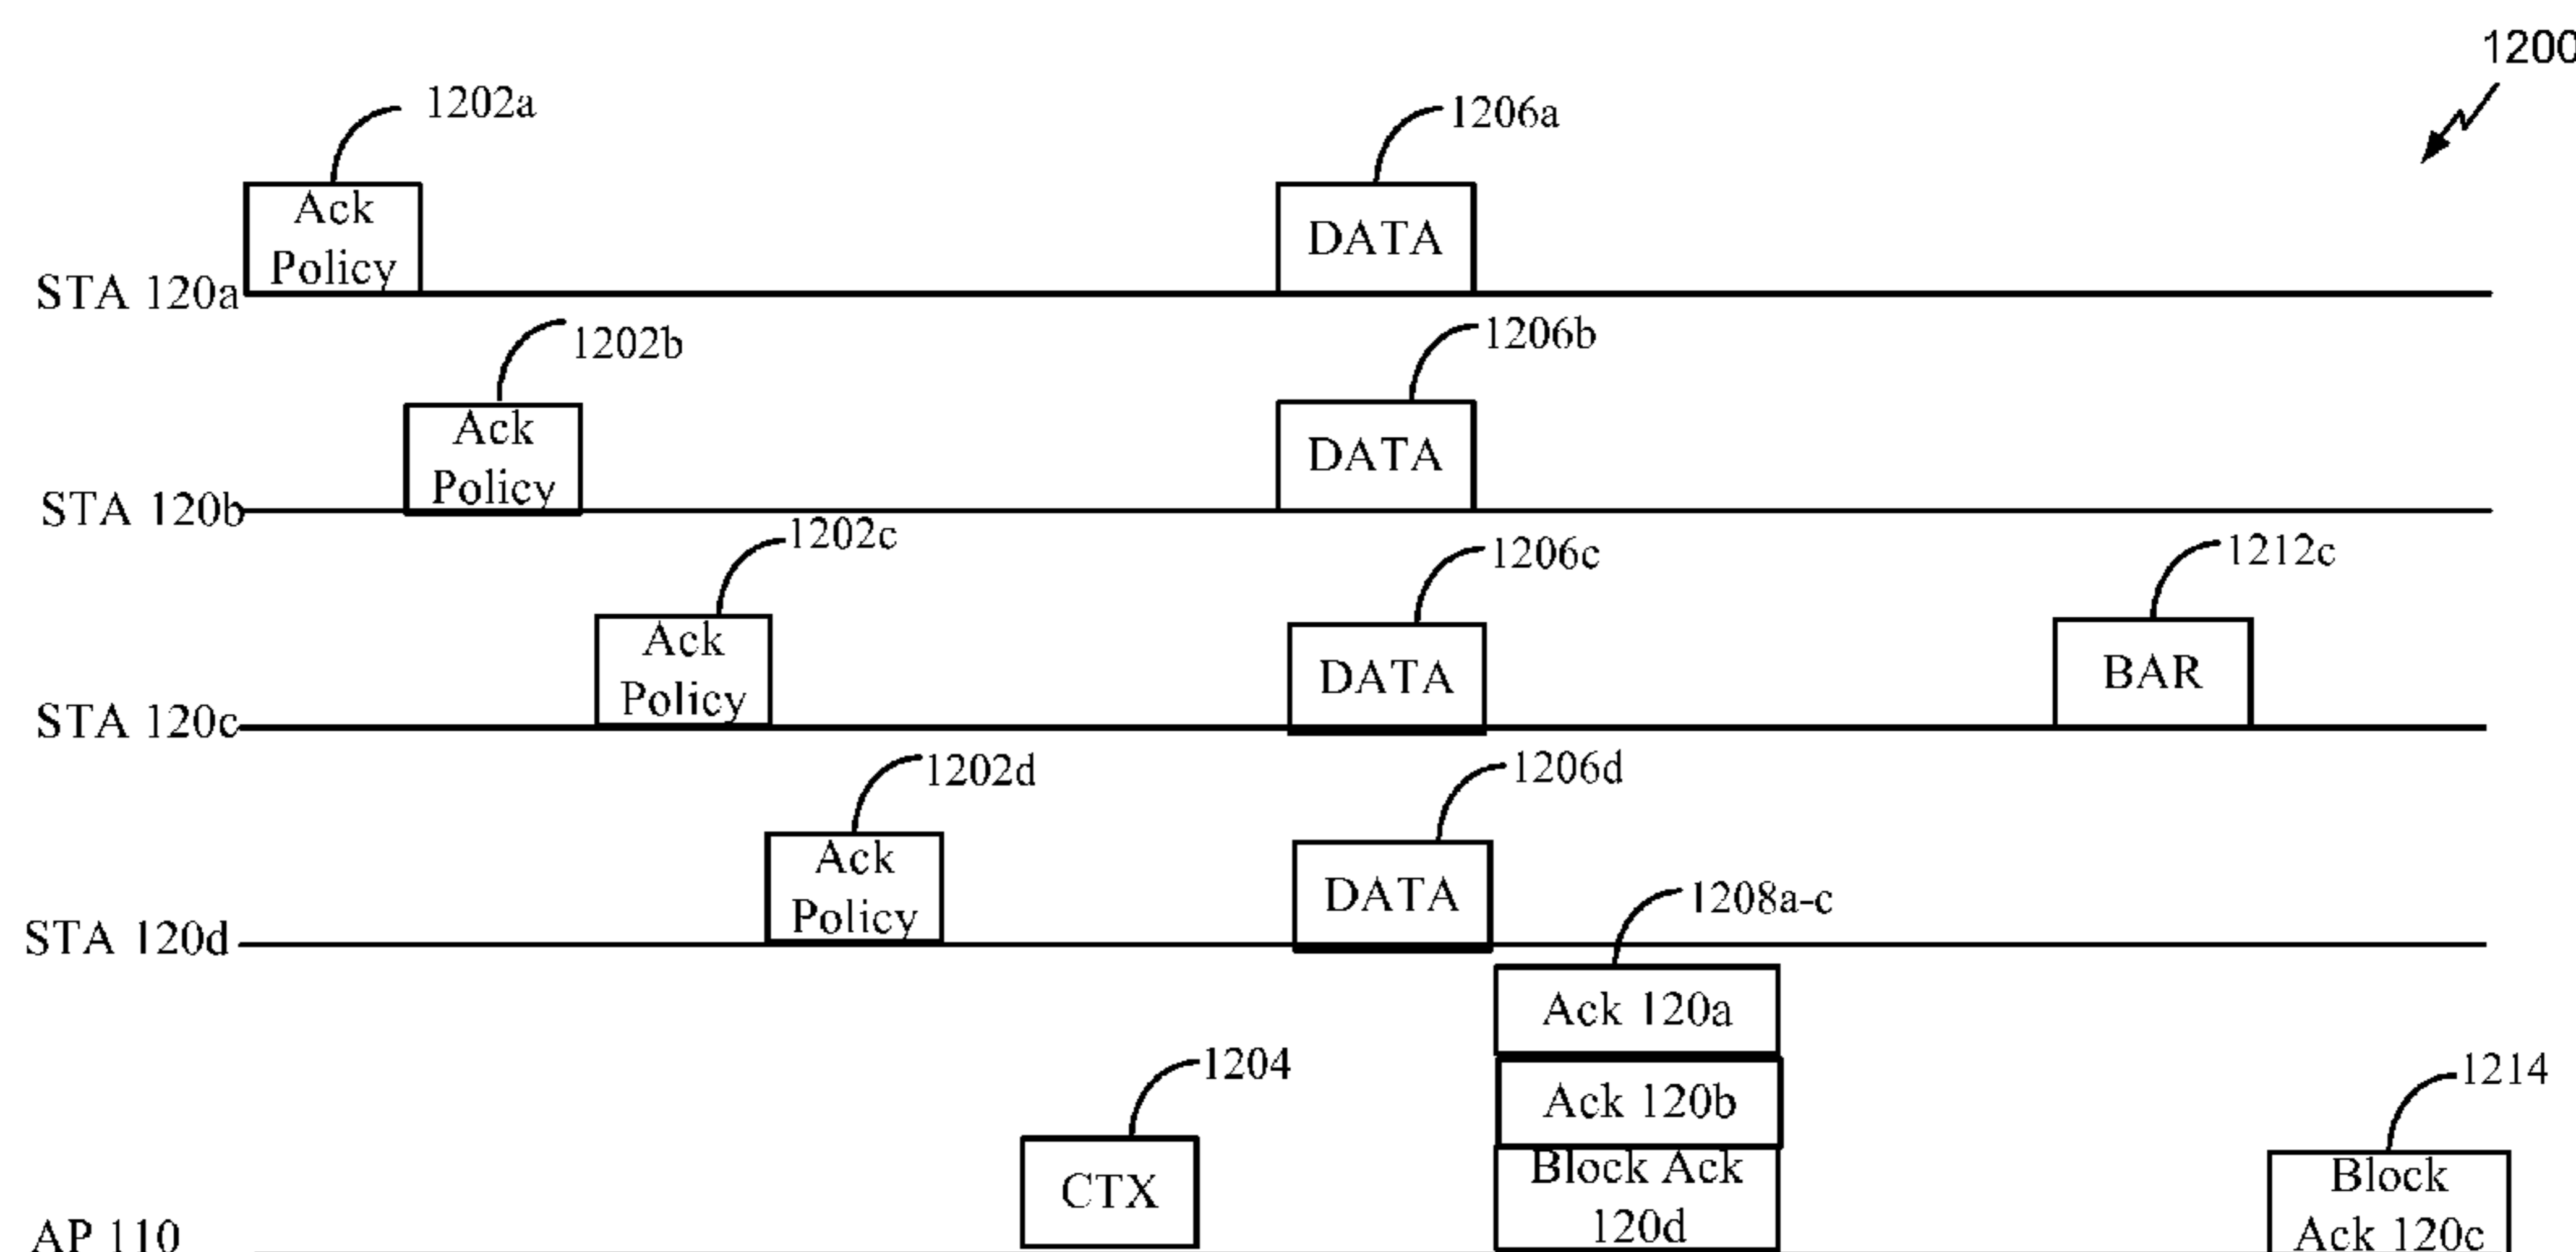 1200
1202a
1206a
Ack
Policy
DATA
STA 120a
1202b
1206b
Ack
Policy
DATA
STA 120b
1202c
1206c
1212c
Ack
Policy
DATA
BAR
STA 120c
1202d
1206d
Ack
Policy
DATA
1208a-c
STA 120d
Ack 120a
1204
1214
Ack 120b
CTX
Block Ack
120d
Block
Ack 120c
AP 110